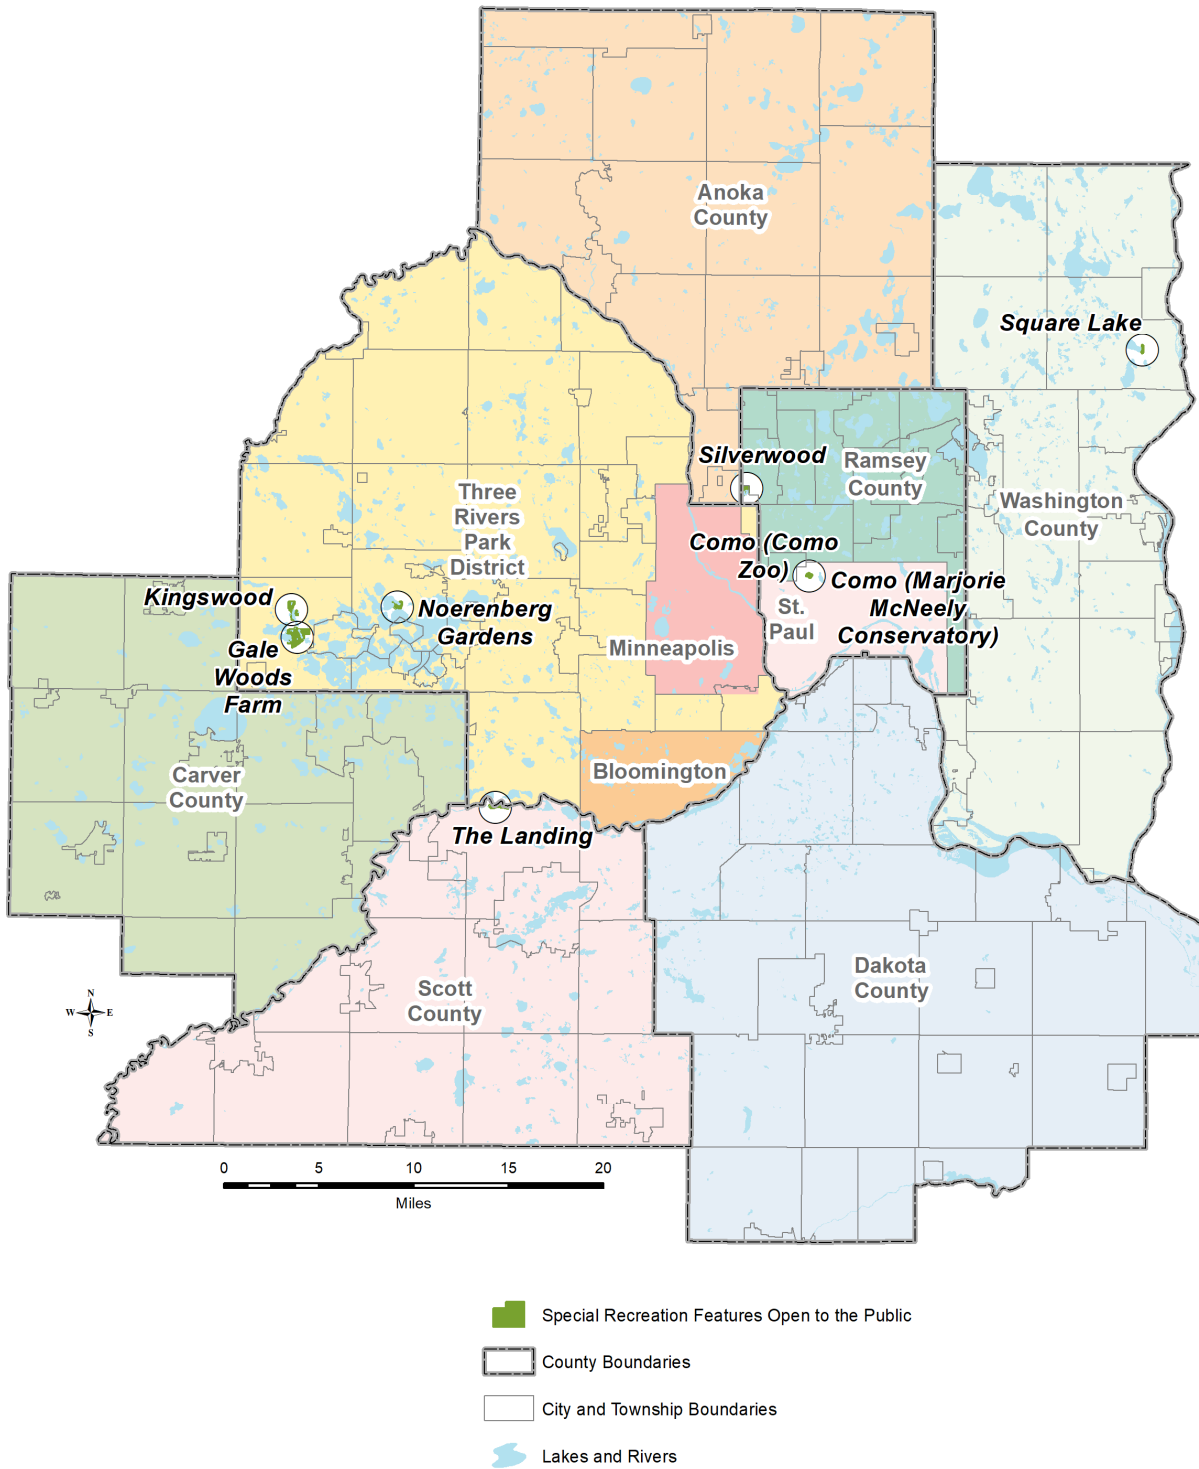 Anoka
County
Square Lake
Silverwood
Ramsey
County
Three
Rivers
Park
District
Washington
County
Como (Como
Zoo)
Como (Marjorie
McNeely
Conservatory)
Kingswood
Noerenberg
Gardens
St.
Paul
Gale
Woods
Farm
Minneapolis
Carver
County
Bloomington
The Landing
Dakota
County
Scott
County
N
W E
S
0 5 10 15 20
Miles
Special Recreation Features Open to the Public
County Boundaries
City and Township Boundaries
Lakes and Rivers